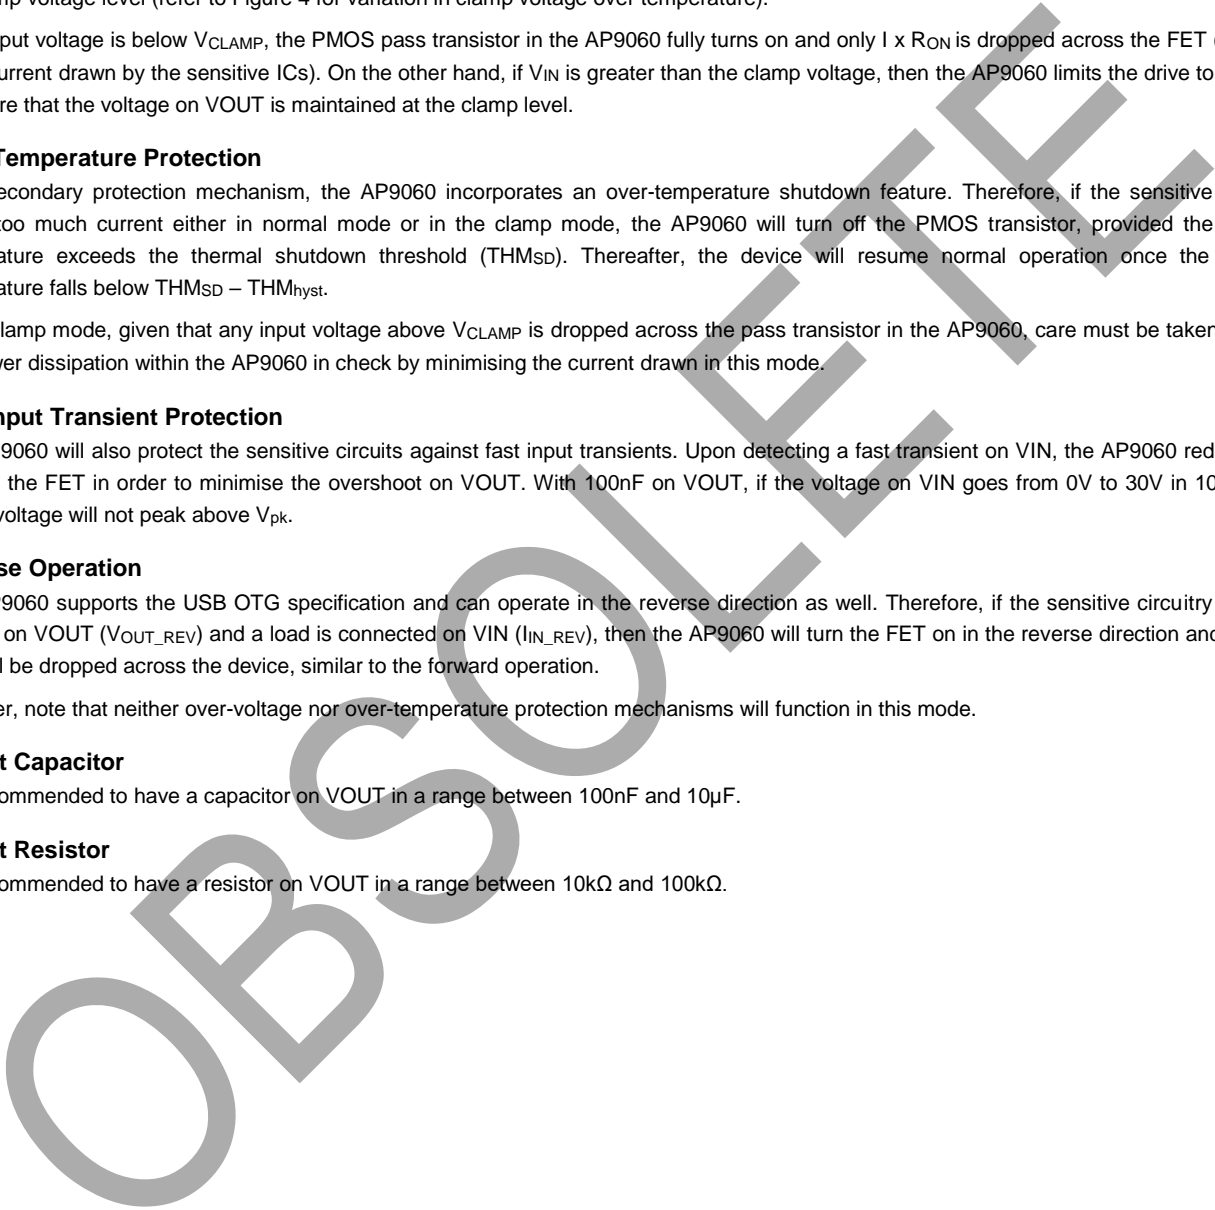 mp voltage level (refer to Figure 4 for variation in clamp voltage over temperature).
put voltage is below VCLAMP, the PMOS pass transistor in the AP9060 fully turns on and only I x RON is dropped across the FET (
urrent drawn by the sensitive ICs). On the other hand, if VIN is greater than the clamp voltage, then the AP9060 limits the drive to
re that the voltage on VOUT is maintained at the clamp level.
Temperature Protection
econdary protection mechanism, the AP9060 incorporates an over-temperature shutdown feature. Therefore, if the sensitive
too much current either in normal mode or in the clamp mode, the AP9060 will turn off the PMOS transistor, provided the
ature exceeds the thermal shutdown threshold (THMSD). Thereafter, the device will resume normal operation once the
ature falls below THMSD – THMhyst.
lamp mode, given that any input voltage above VCLAMP is dropped across the pass transistor in the AP9060, care must be taken
ver dissipation within the AP9060 in check by minimising the current drawn in this mode.
nput Transient Protection
9060 will also protect the sensitive circuits against fast input transients. Upon detecting a fast transient on VIN, the AP9060 red
the FET in order to minimise the overshoot on VOUT. With 100nF on VOUT, if the voltage on VIN goes from 0V to 30V in 10
voltage will not peak above Vpk.
se Operation
P9060 supports the USB OTG specification and can operate in the reverse direction as well. Therefore, if the sensitive circuitry
on VOUT (VOUT_REV) and a load is connected on VIN (IIN_REV), then the AP9060 will turn the FET on in the reverse direction and
l be dropped across the device, similar to the forward operation.
er, note that neither over-voltage nor over-temperature protection mechanisms will function in this mode.
t Capacitor
ommended to have a capacitor on VOUT in a range between 100nF and 10µF.
t Resistor
ommended to have a resistor on VOUT in a range between 10kΩ and 100kΩ.
OBSOLETE